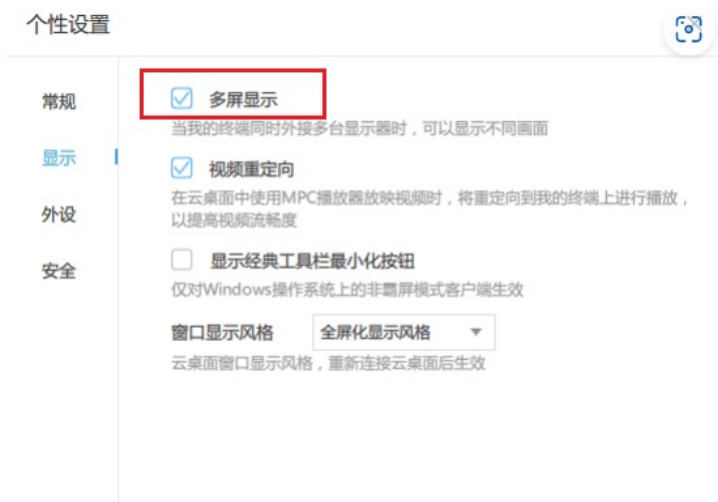 个性设置
常规
显示
外设
安全
多屏显示
当我的终端同时外接多台显示器时，可以显示不同画面
视频重定向
在云桌面中使用MPC播放器放映视频时，将重定向到我的终端上进行播放，
以提高视频流畅度
显示经典工具栏最小化按钮
仅对Windows操作系统上的非霸屏模式客户端生效
窗口显示风格 全屏化显示风格
云桌面窗口显示风格，重新连接云桌面后生效